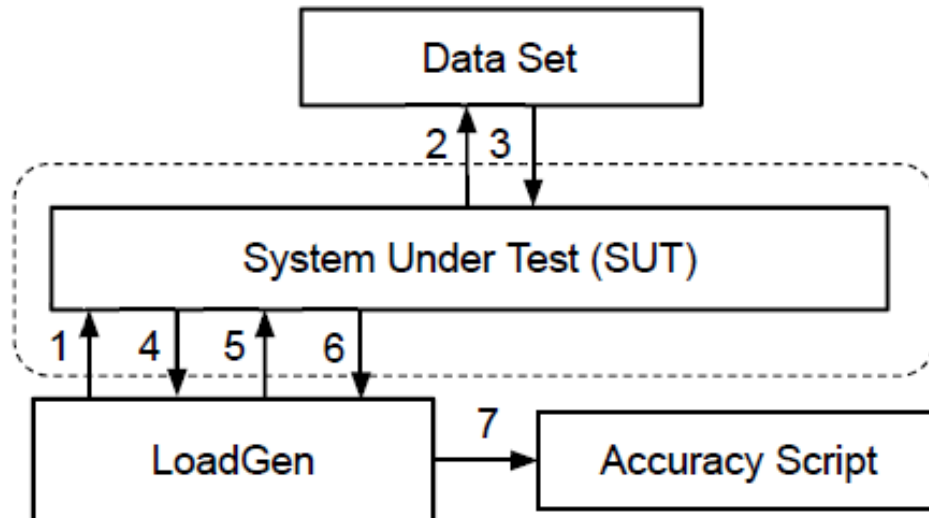 Data Set
2 3
System Under Test (SUT)
1 4 5 6
7
LoadGen
Accuracy Script